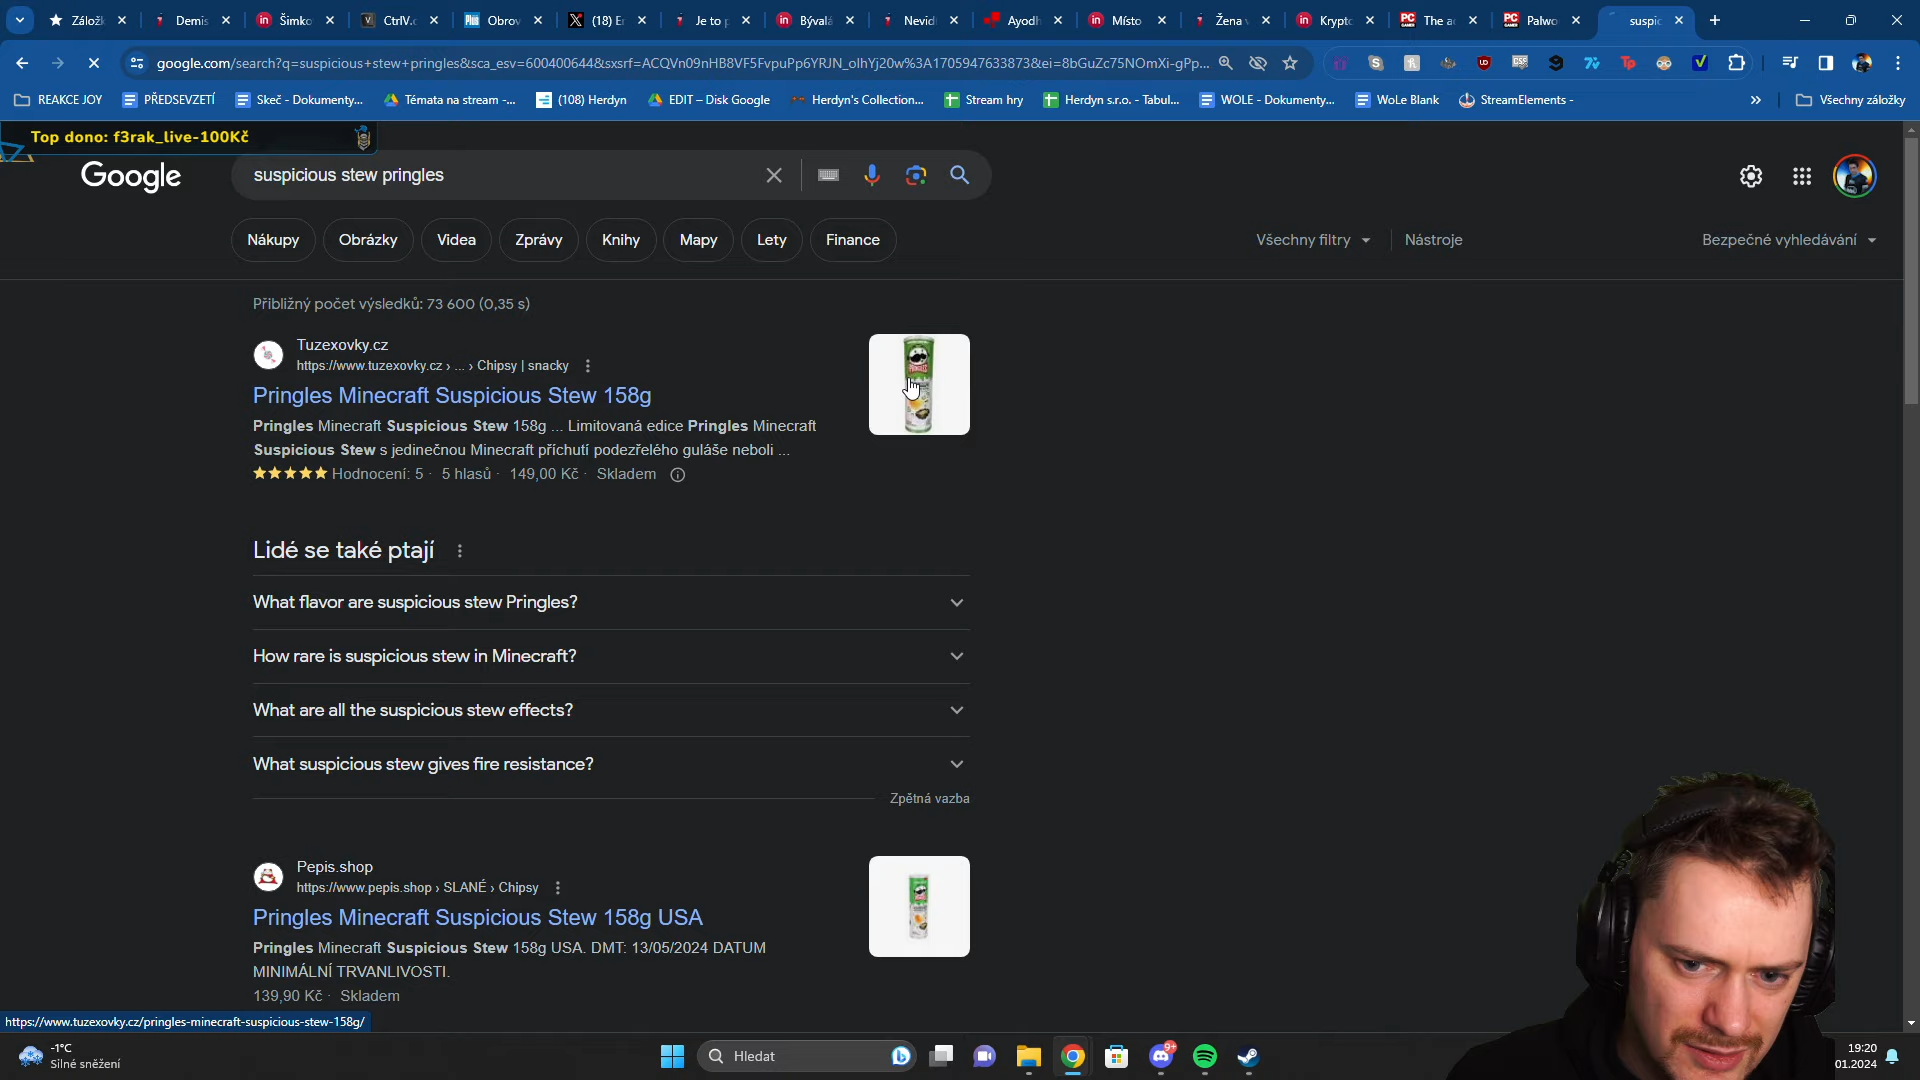 Záložk
Demis
Šimko
CtrlV.c
Obrov
(18) Er
Je to p
Bývalá
Nevidi
Ayodh
Místo
Žena v
Krypto
The ac
Palwo
suspic
google.com/search?q=suspicious+stew+pringles&sca_esv=600400644&sxsrf=ACQVn09nHB8VF5FvpuPp6YRJN_olhYj20w%3A1705947633873&ei=8bGuZc75NOmXi-gPp...
REAKCE JOY
PŘEDSEVZETÍ
Skeč - Dokumenty...
Témata na stream -...
(108) Herdyn
EDIT – Disk Google
Herdyn's Collection...
Stream hry
Herdyn s.r.o. - Tabul...
WOLE - Dokumenty...
WoLe Blank
StreamElements -
»
Všechny záložky
Top dono: f3rak_live-100Kč
Google
suspicious stew pringles
Nákupy
Obrázky
Videa
Zprávy
Knihy
Mapy
Lety
Finance
Všechny filtry
Nástroje
Bezpečné vyhledávání
Přibližný počet výsledků: 73 600 (0,35 s)
Tuzexovky.cz
https://www.tuzexovky.cz › ... › Chipsy | snacky
Pringles Minecraft Suspicious Stew 158g
Pringles Minecraft Suspicious Stew 158g ... Limitovaná edice Pringles Minecraft
Suspicious Stew s jedinečnou Minecraft příchutí podezřelého guláše neboli ...
Hodnocení: 5 · 5 hlasů · 149,00 Kč · Skladem
Lidé se také ptají
What flavor are suspicious stew Pringles?
How rare is suspicious stew in Minecraft?
What are all the suspicious stew effects?
What suspicious stew gives fire resistance?
Zpětná vazba
Pepis.shop
https://www.pepis.shop › SLANÉ › Chipsy
Pringles Minecraft Suspicious Stew 158g USA
Pringles Minecraft Suspicious Stew 158g USA. DMT: 13/05/2024 DATUM
MINIMÁLNÍ TRVANLIVOSTI.
139,90 Kč · Skladem
https://www.tuzexovky.cz/pringles-minecraft-suspicious-stew-158g/
-1°C
Silné sněžení
Hledat
9+
19:20
01.2024